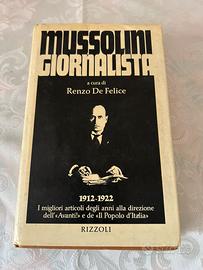 MUSSOLINI
GIORNALISTA
a cura di
Renzo De Felice
1912-1922
I migliori articoli degli anni alla direzione
dell'«Avanti!» e de «Il Popolo d'Italia»
RIZZOLI